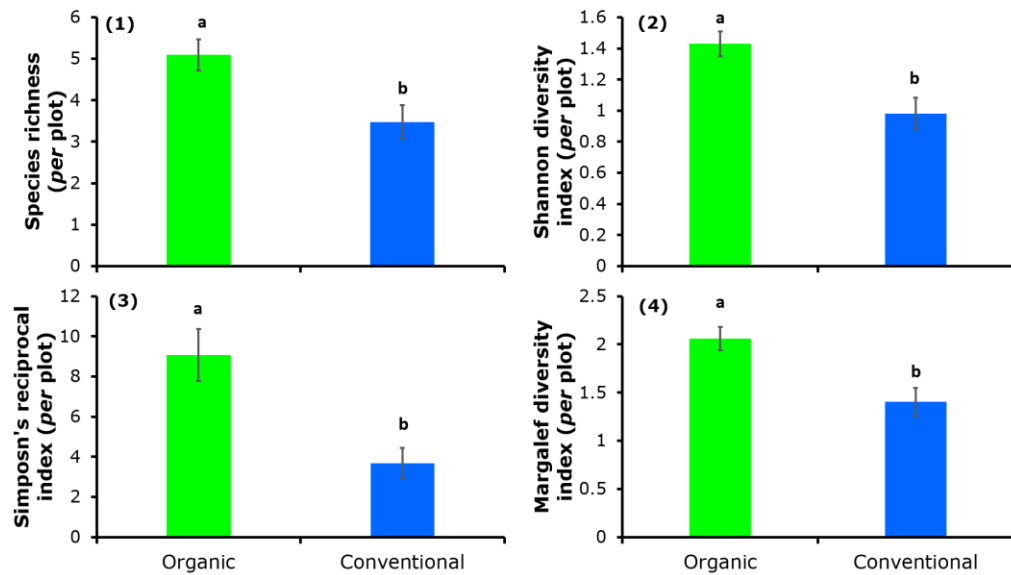 (1)
Species richness
(per plot)
6
5
4
3
2
1
0
a
b
(2)
Shannon diversity
index (per plot)
1.6
1.4
1.2
1
0.8
0.6
0.4
0.2
0
a
b
(3)
Simposn's reciprocal
index (per plot)
12
10
8
6
4
2
0
a
b
Organic
Conventional
(4)
Margalef diversity
index (per plot)
2.5
2
1.5
1
0.5
0
a
b
Organic
Conventional